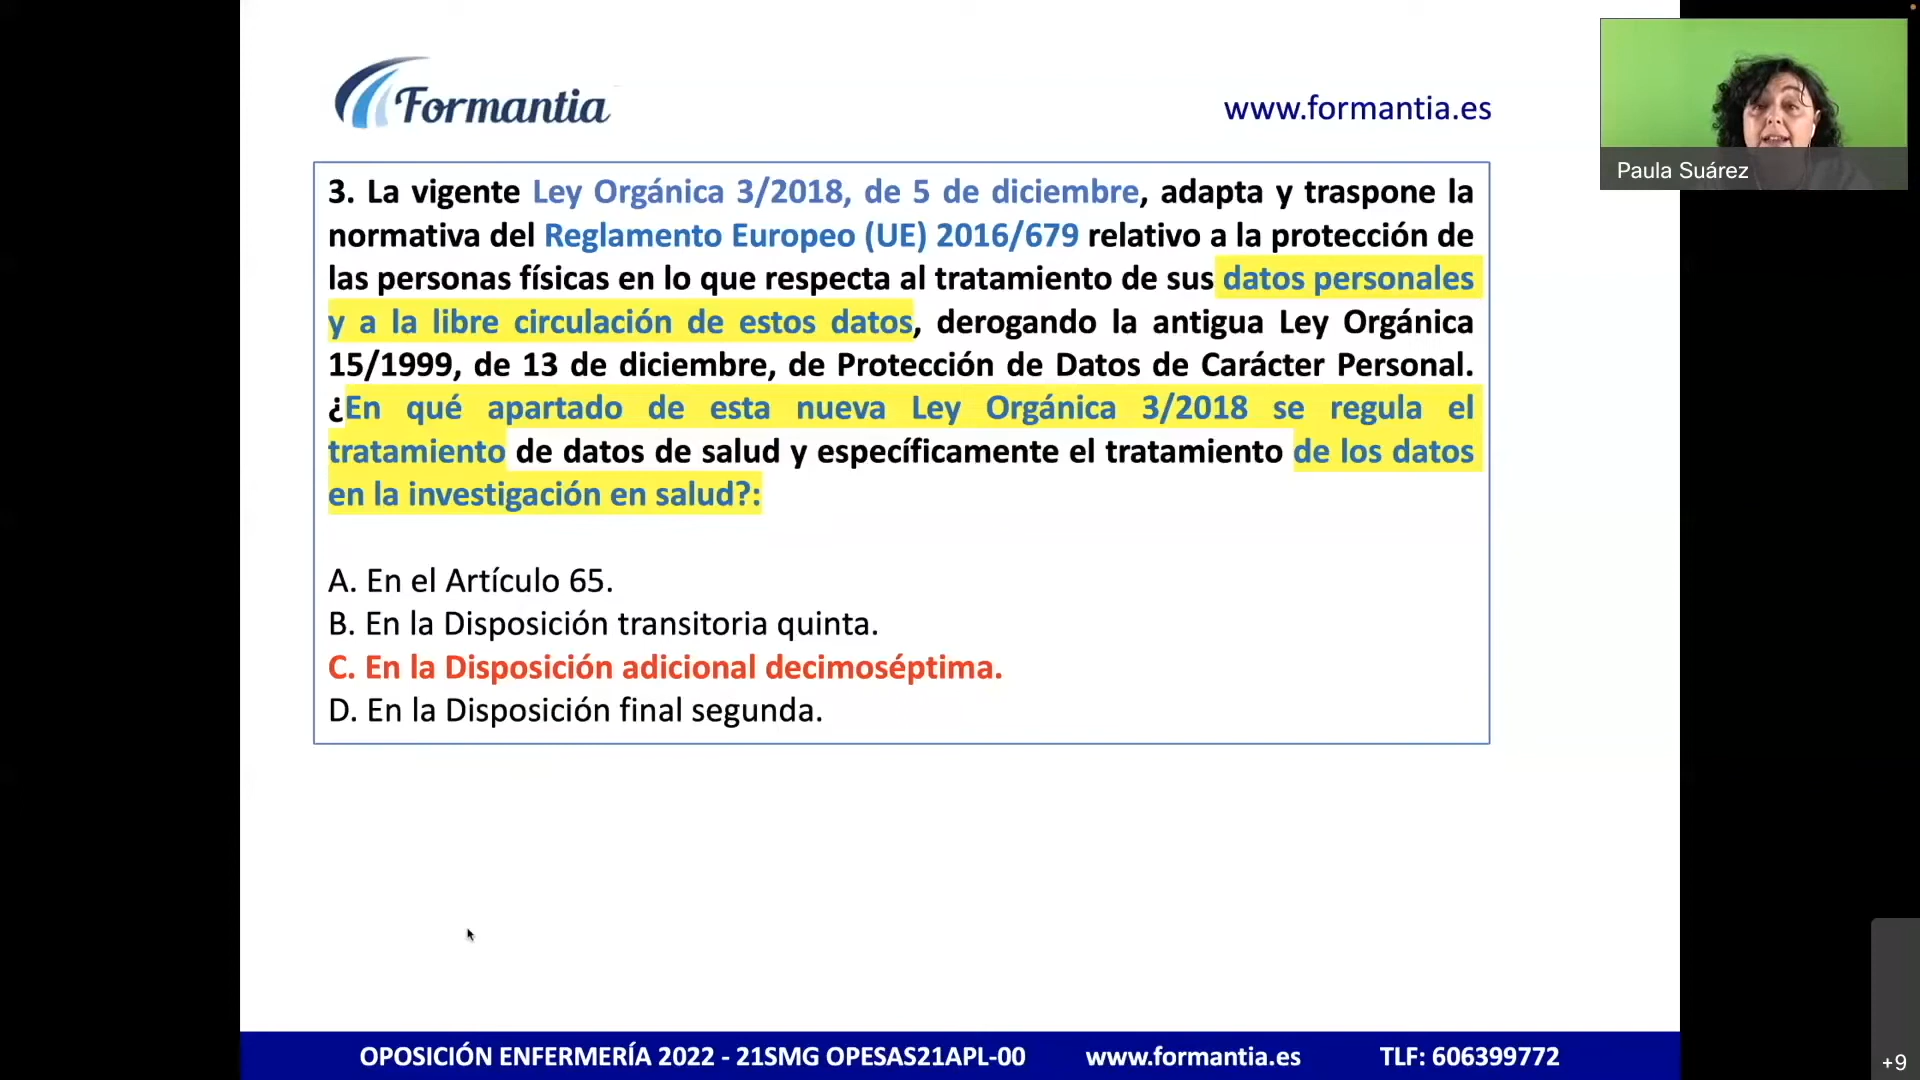 Formantia
www.formantia.es
Paula Suárez
3. La vigente Ley Orgánica 3/2018, de 5 de diciembre, adapta y traspone la
normativa del Reglamento Europeo (UE) 2016/679 relativo a la protección de
las personas físicas en lo que respecta al tratamiento de sus datos personales
y a la libre circulación de estos datos, derogando la antigua Ley Orgánica
15/1999, de 13 de diciembre, de Protección de Datos de Carácter Personal.
¿En qué apartado de esta nueva Ley Orgánica 3/2018 se regula el
tratamiento de datos de salud y específicamente el tratamiento de los datos
en la investigación en salud?:
A. En el Artículo 65.
B. En la Disposición transitoria quinta.
C. En la Disposición adicional decimoséptima.
D. En la Disposición final segunda.
OPOSICIÓN ENFERMERÍA 2022 - 21SMG OPESAS21APL-00 www.formantia.es TLF: 606399772
+9